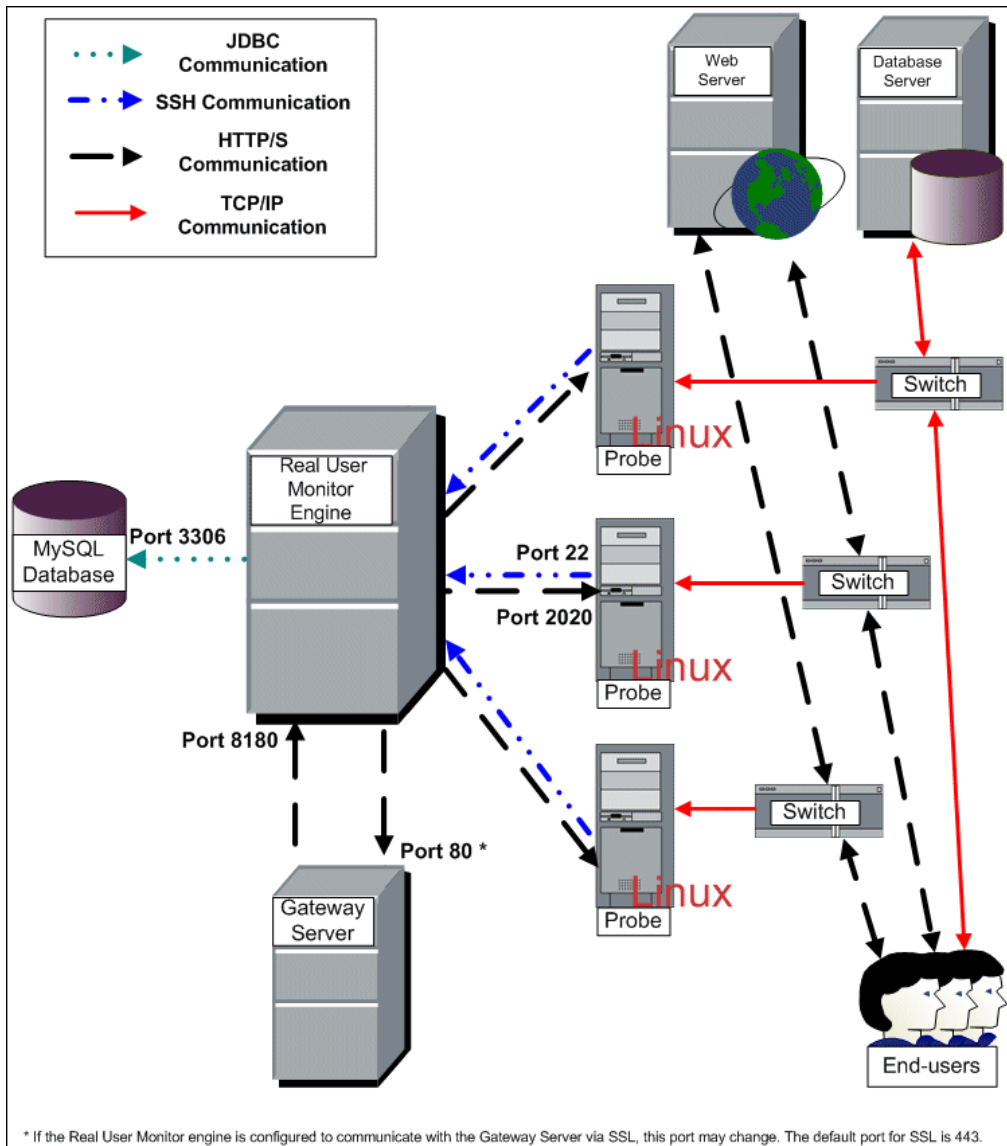 JDBC
Communication
SSH Communication
HTTP/S
Communication
TCP/IP
Communication
Web
Server
Database
Server
Switch
Linux
Probe
Real User
Monitor
Engine
MySQL
Database
Port 3306
Port 22
Port 2020
Switch
Linux
Probe
Port 8180
Port 80 *
Switch
Linux
Probe
Gateway
Server
End-users
* If the Real User Monitor engine is configured to communicate with the Gateway Server via SSL, this port may change. The default port for SSL is 443.